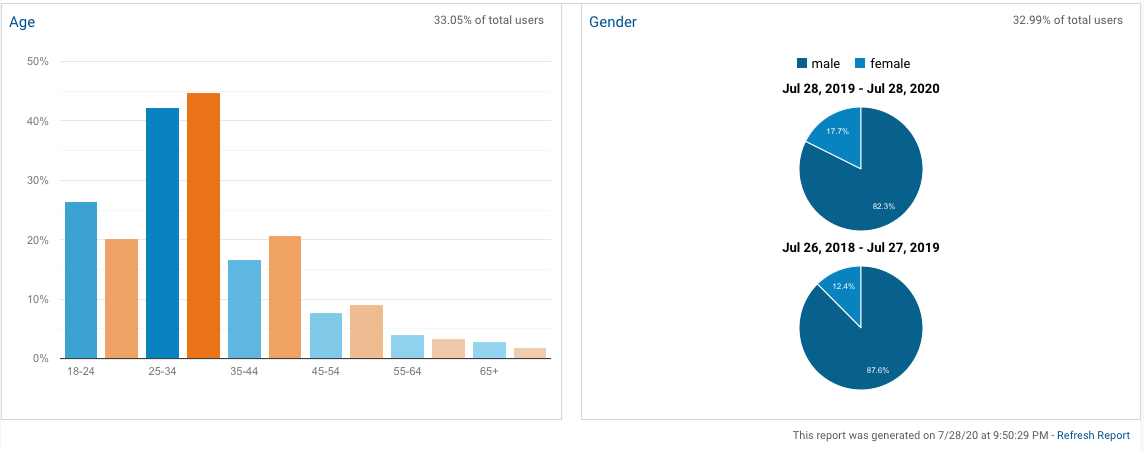 Age
33.05% of total users
50%
40%
30%
20%
10%
0%
18-24 25-34 35-44 45-54 55-64 65+
Gender
32.99% of total users
male female
Jul 28, 2019 - Jul 28, 2020
17.7%
82.3%
Jul 26, 2018 - Jul 27, 2019
12.4%
87.6%
This report was generated on 7/28/20 at 9:50:29 PM - Refresh Report